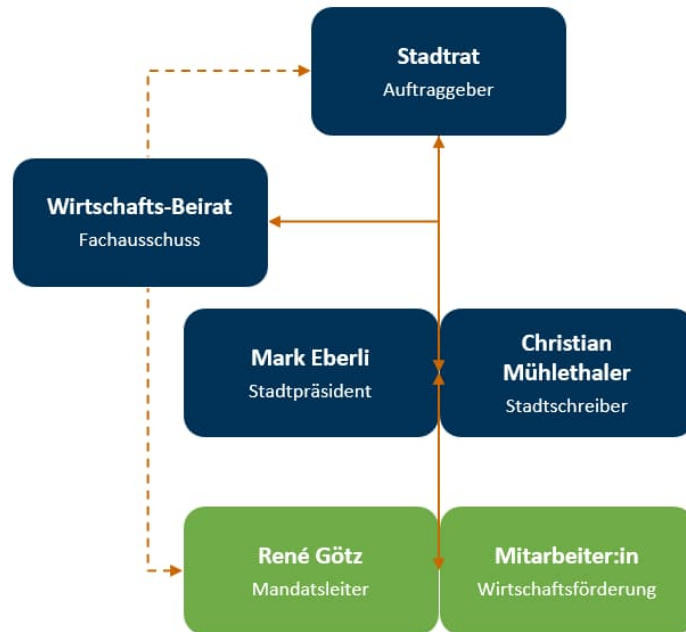 Stadtrat
Auftraggeber
Wirtschafts-Beirat
Fachausschuss
Mark Eberli
Stadtpräsident
Christian
Mühlethaler
Stadtschreiber
René Götz
Mandatsleiter
Mitarbeiter:in
Wirtschaftsförderung